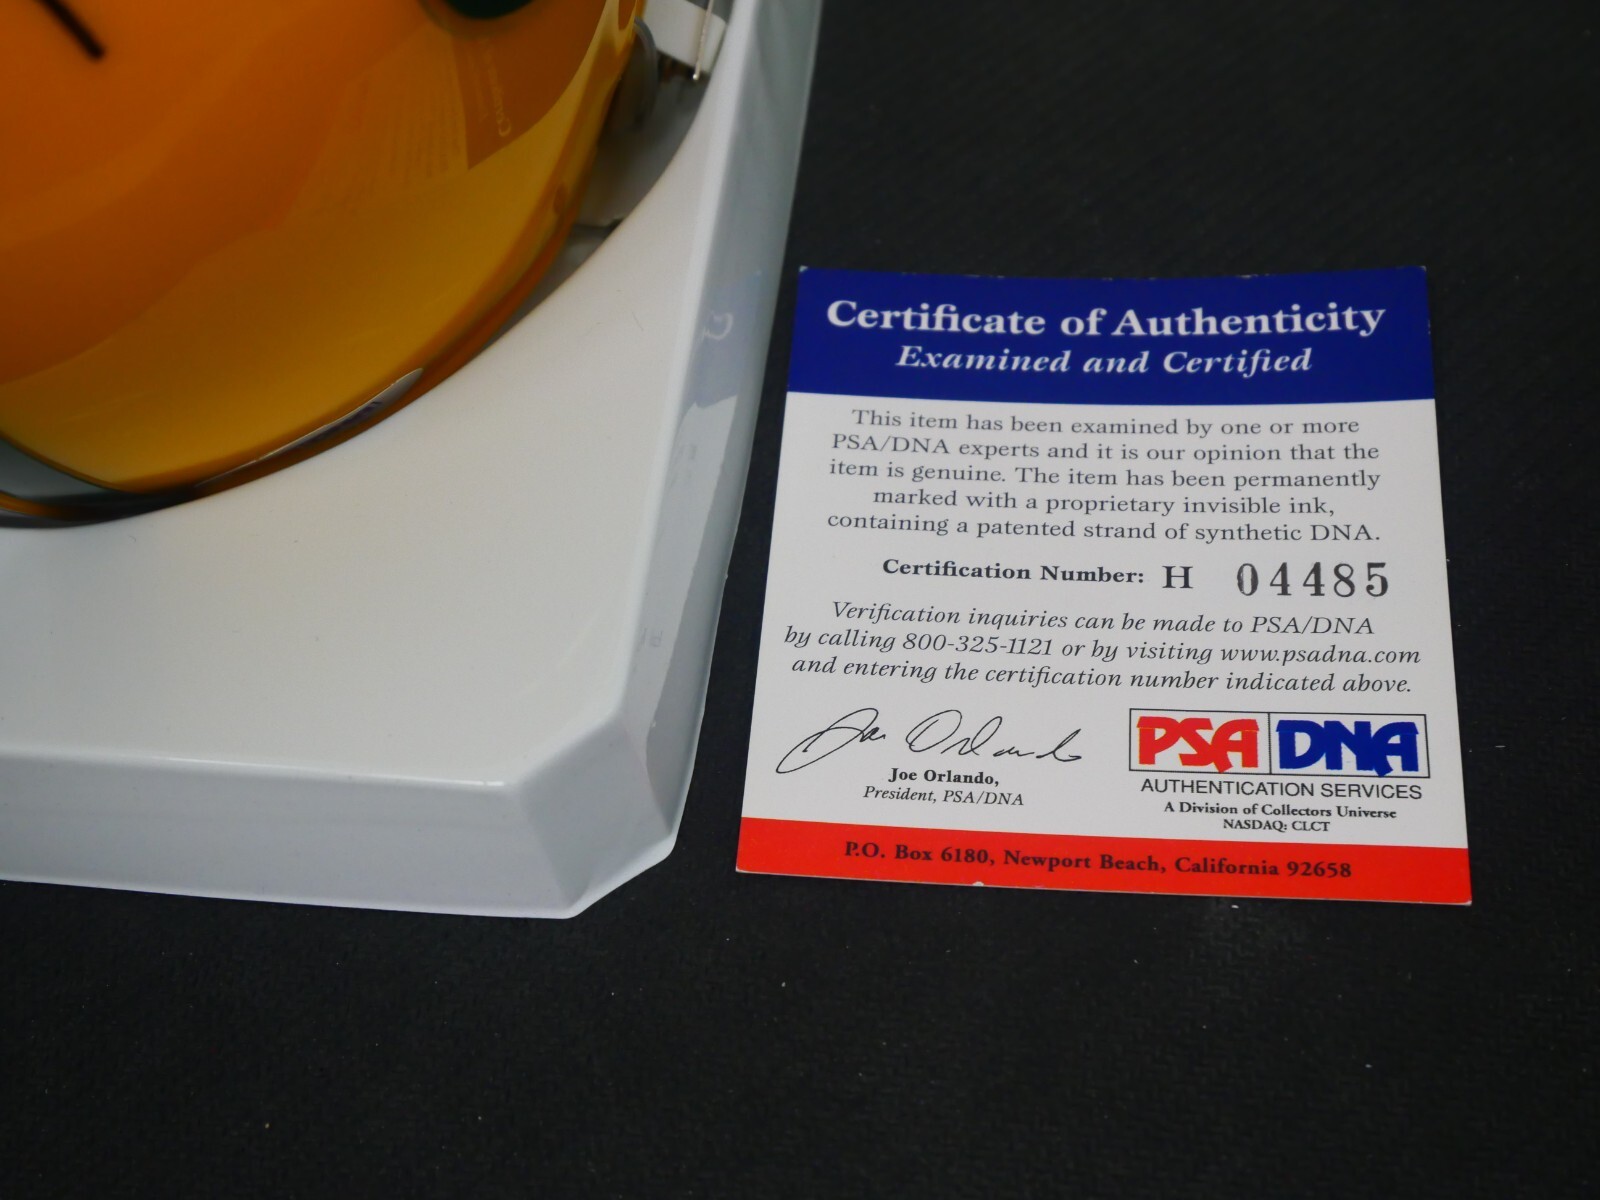 Certificate of Authenticity
Examined and Certified
This item has been examined by one or more
PSA/DNA experts and it is our opinion that the
item is genuine. The item has been permanently
marked with a proprietary invisible ink,
containing a patented strand of synthetic DNA.
Certification Number: H 04485
Verification inquiries can be made to PSA/DNA
by calling 800-325-1121 or by visiting www.psadna.com
and entering the certification number indicated above.
Joe Orlando
Joe Orlando,
President, PSA/DNA
PSA DNA
AUTHENTICATION SERVICES
A Division of Collectors Universe
NASDAQ: CLCT
P.O. Box 6180, Newport Beach, California 92658